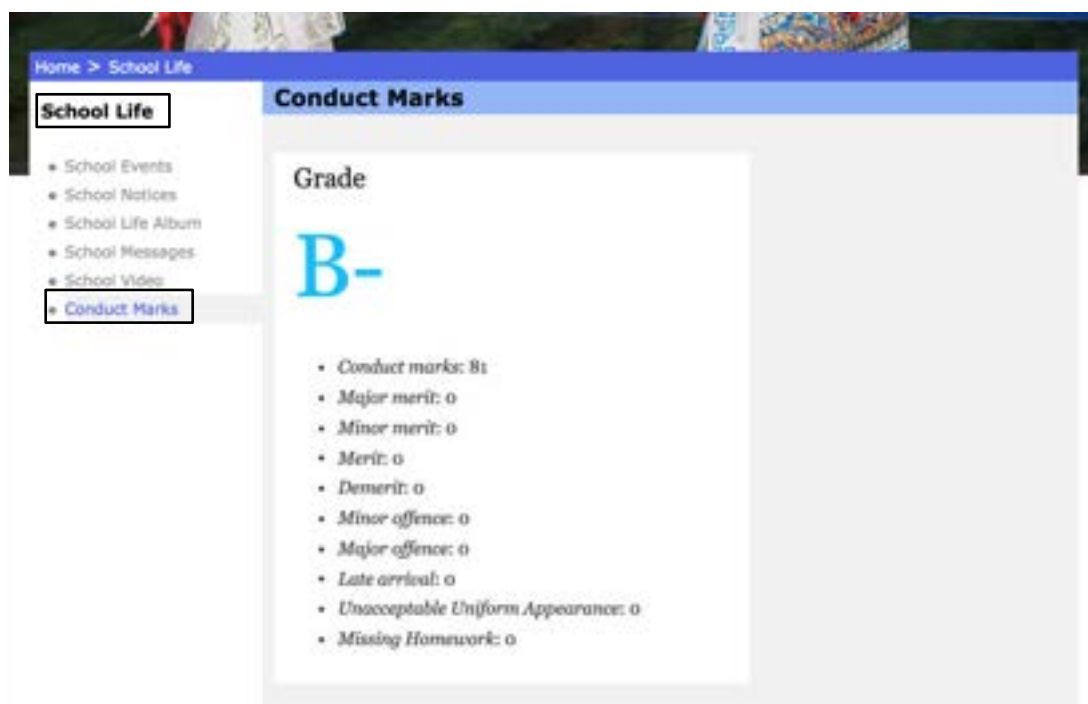 Home > School Life
School Life
• School Events
• School Notices
• School Life Album
• School Messages
• School Video
• Conduct Marks
Conduct Marks
Grade
B-
• Conduct marks: 81
• Major merit: 0
• Minor merit: 0
• Merit: 0
• Demerit: 0
• Minor offence: 0
• Major offence: 0
• Late arrival: 0
• Unacceptable Uniform Appearance: 0
• Missing Homework: 0